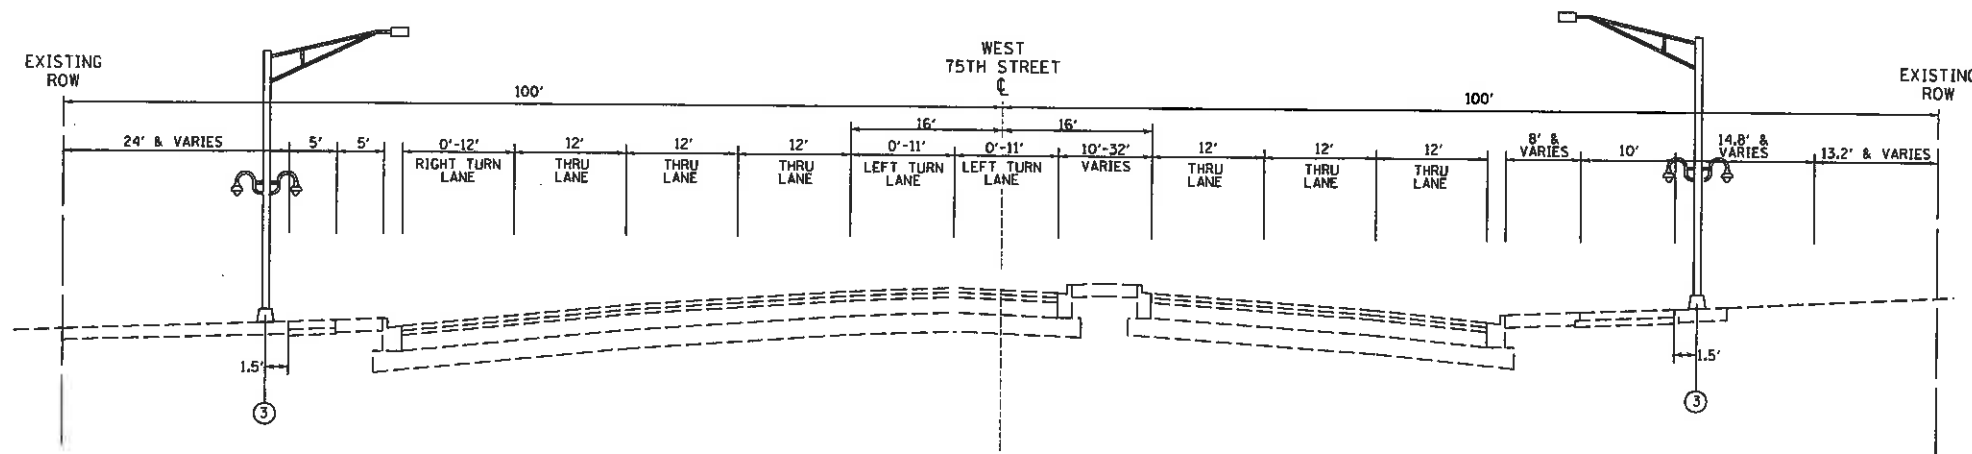 WEST
75TH STREET
℄
EXISTING
ROW
EXISTING
ROW
100'
100'
16'
16'
24' & VARIES
5'
5'
0'-12'
RIGHT TURN
LANE
12'
THRU
LANE
12'
THRU
LANE
12'
THRU
LANE
0'-11'
LEFT TURN
LANE
0'-11'
LEFT TURN
LANE
10'-32'
VARIES
12'
THRU
LANE
12'
THRU
LANE
12'
THRU
LANE
8' &
VARIES
10'
14.8' &
VARIES
13.2' & VARIES
1.5'
1.5'
3
3